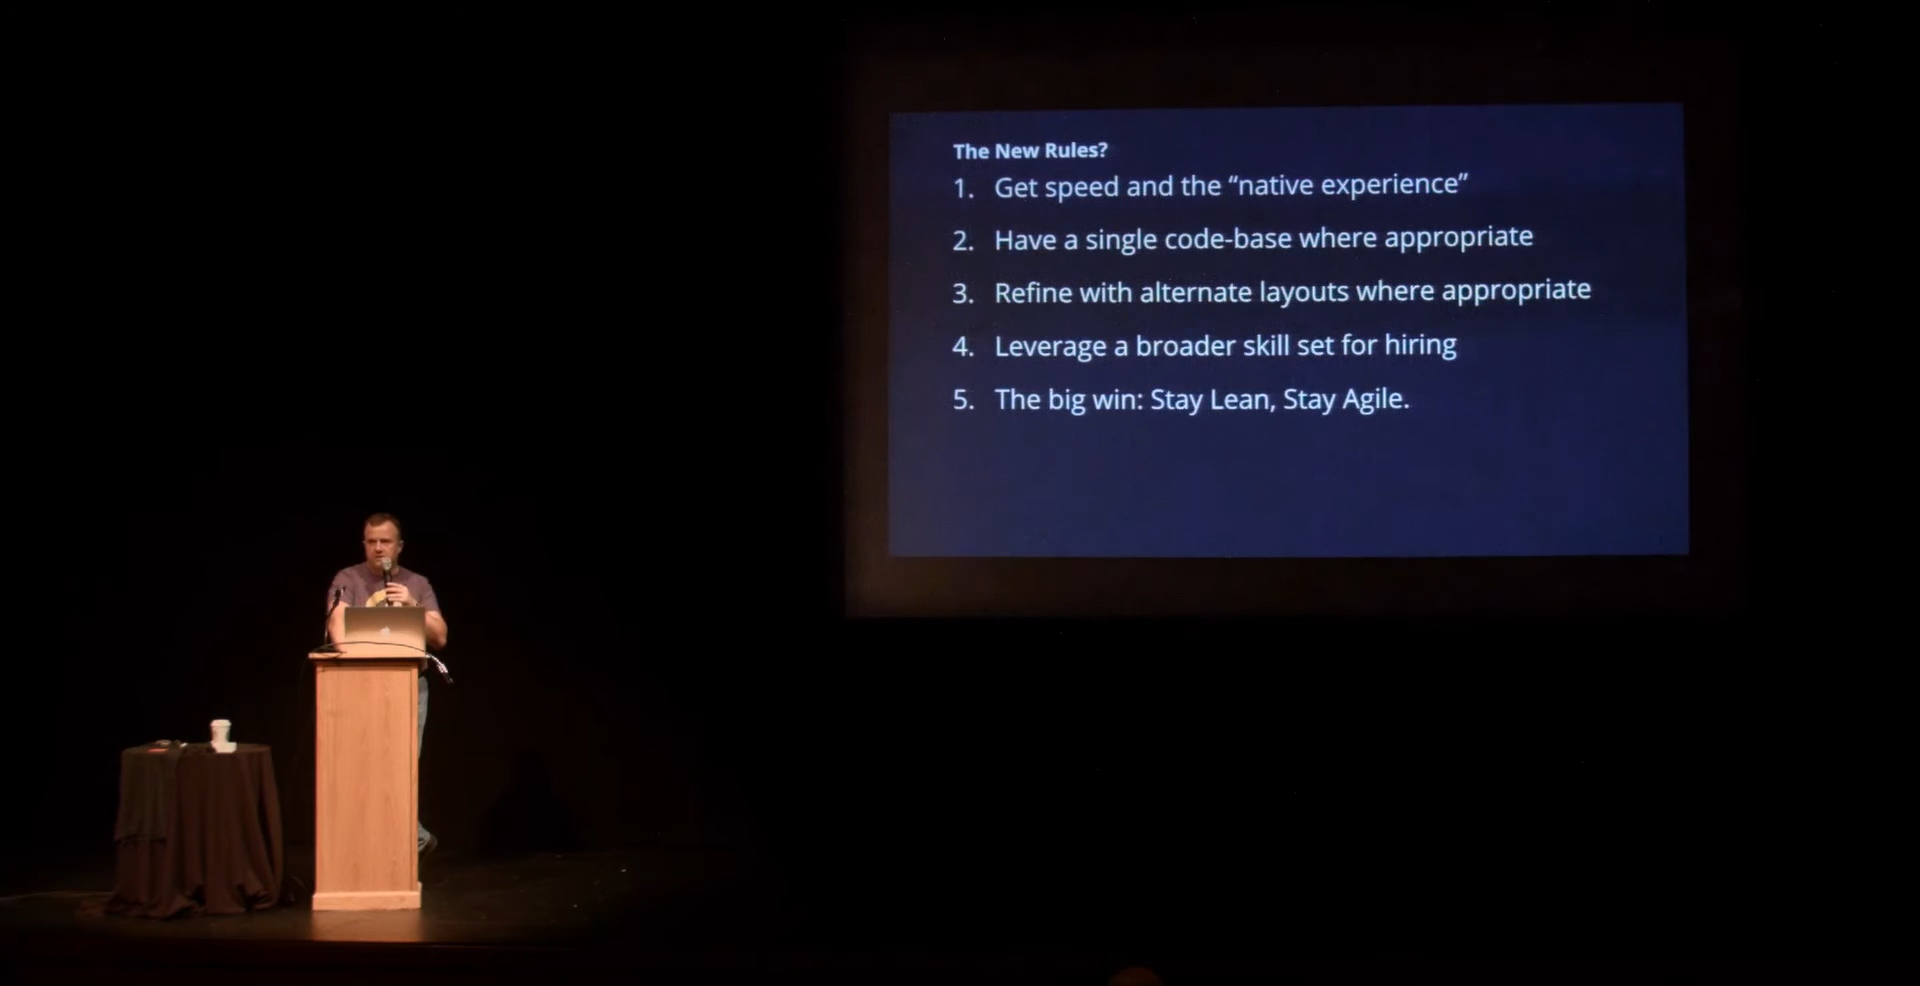 The New Rules?
1. Get speed and the “native experience”
2. Have a single code-base where appropriate
3. Refine with alternate layouts where appropriate
4. Leverage a broader skill set for hiring
5. The big win: Stay Lean, Stay Agile.